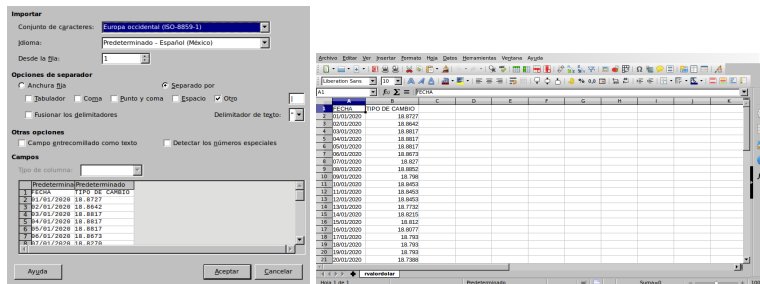 Importar
Conjunto de caracteres: Europa occidental (ISO-8859-1)
Idioma: Predeterminado - Español (México)
Desde la fila: 1
Opciones de separador
Anchura fija Separado por
Tabulador Coma Punto y coma Espacio Otro |
Fusionar los delimitadores Delimitador de texto: "
Otras opciones
Campo entrecomillado como texto Detectar los números especiales
Campos
Tipo de columna:
Predetermina Predeterminado
1 FECHA TIPO DE CAMBIO
2 01/01/2020 18.8727
3 02/01/2020 18.8642
4 03/01/2020 18.8817
5 04/01/2020 18.8817
6 05/01/2020 18.8817
7 06/01/2020 18.8673
8 07/01/2020 18.8270
Ayuda Aceptar Cancelar
Archivo Editar Ver Insertar Formato Hoja Datos Herramientas Ventana Ayuda
Liberation Sans 10
A1 FECHA
A B C D E F G H I J K
1 FECHA TIPO DE CAMBIO
2 01/01/2020 18.8727
3 02/01/2020 18.8642
4 03/01/2020 18.8817
5 04/01/2020 18.8817
6 05/01/2020 18.8817
7 06/01/2020 18.8673
8 07/01/2020 18.827
9 08/01/2020 18.8852
10 09/01/2020 18.798
11 10/01/2020 18.8453
12 11/01/2020 18.8453
13 12/01/2020 18.8453
14 13/01/2020 18.7732
15 14/01/2020 18.8215
16 15/01/2020 18.812
17 16/01/2020 18.8077
18 17/01/2020 18.793
19 18/01/2020 18.793
20 19/01/2020 18.793
21 20/01/2020 18.7388
rvalordolar
Hoja 1 de 1 Predeterminado Suma=0 100